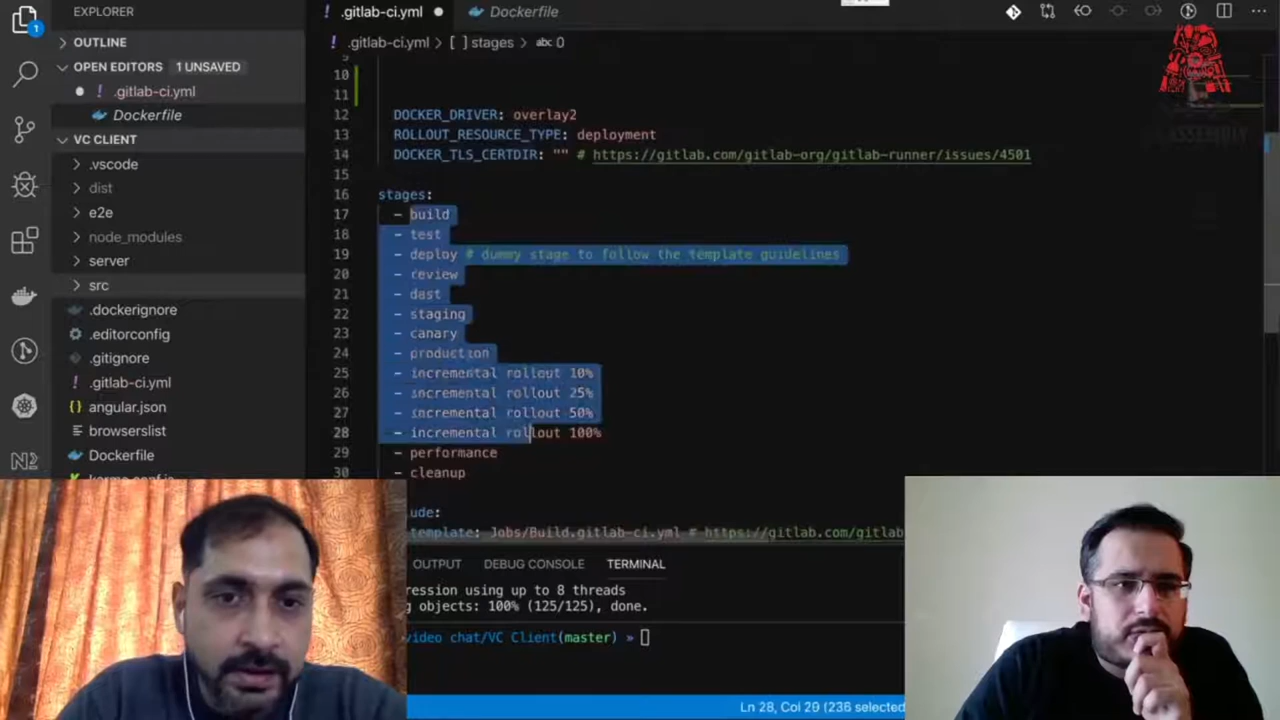 EXPLORER
! .gitlab-ci.yml
Dockerfile
OUTLINE
! .gitlab-ci.yml > [ ] stages > abc 0
OPEN EDITORS 1 UNSAVED
! .gitlab-ci.yml
Dockerfile
VC CLIENT
.vscode
dist
e2e
node_modules
server
src
.dockerignore
.editorconfig
.gitignore
! .gitlab-ci.yml
{} angular.json
browserslist
Dockerfile
1
10
11
12 DOCKER_DRIVER: overlay2
13 ROLLOUT_RESOURCE_TYPE: deployment
14 DOCKER_TLS_CERTDIR: "" # https://gitlab.com/gitlab-org/gitlab-runner/issues/4501
15
16 stages:
17 - build
18 - test
19 - deploy # dummy stage to follow the template guidelines
20 - review
21 - dast
22 - staging
23 - canary
24 - production
25 - incremental rollout 10%
26 - incremental rollout 25%
27 - incremental rollout 50%
28 - incremental rollout 100%
29 - performance
30 - cleanup
lude:
template: Jobs/Build.gitlab-ci.yml # https://gitlab.com/gitlab
OUTPUT DEBUG CONSOLE TERMINAL
ression using up to 8 threads
g objects: 100% (125/125), done.
video chat/VC Client(master) »
Ln 28, Col 29 (236 selected